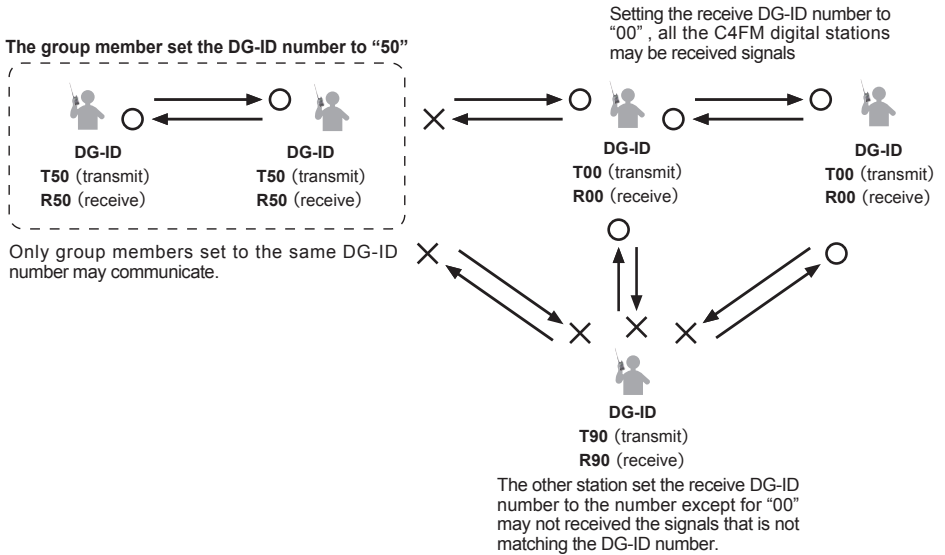 Setting the receive DG-ID number to
“00” , all the C4FM digital stations
may be received signals
The group member set the DG-ID number to “50”
DG-ID
T50 (transmit)
R50 (receive)
DG-ID
T50 (transmit)
R50 (receive)
DG-ID
T00 (transmit)
R00 (receive)
DG-ID
T00 (transmit)
R00 (receive)
Only group members set to the same DG-ID
number may communicate.
DG-ID
T90 (transmit)
R90 (receive)
The other station set the receive DG-ID
number to the number except for “00”
may not received the signals that is not
matching the DG-ID number.